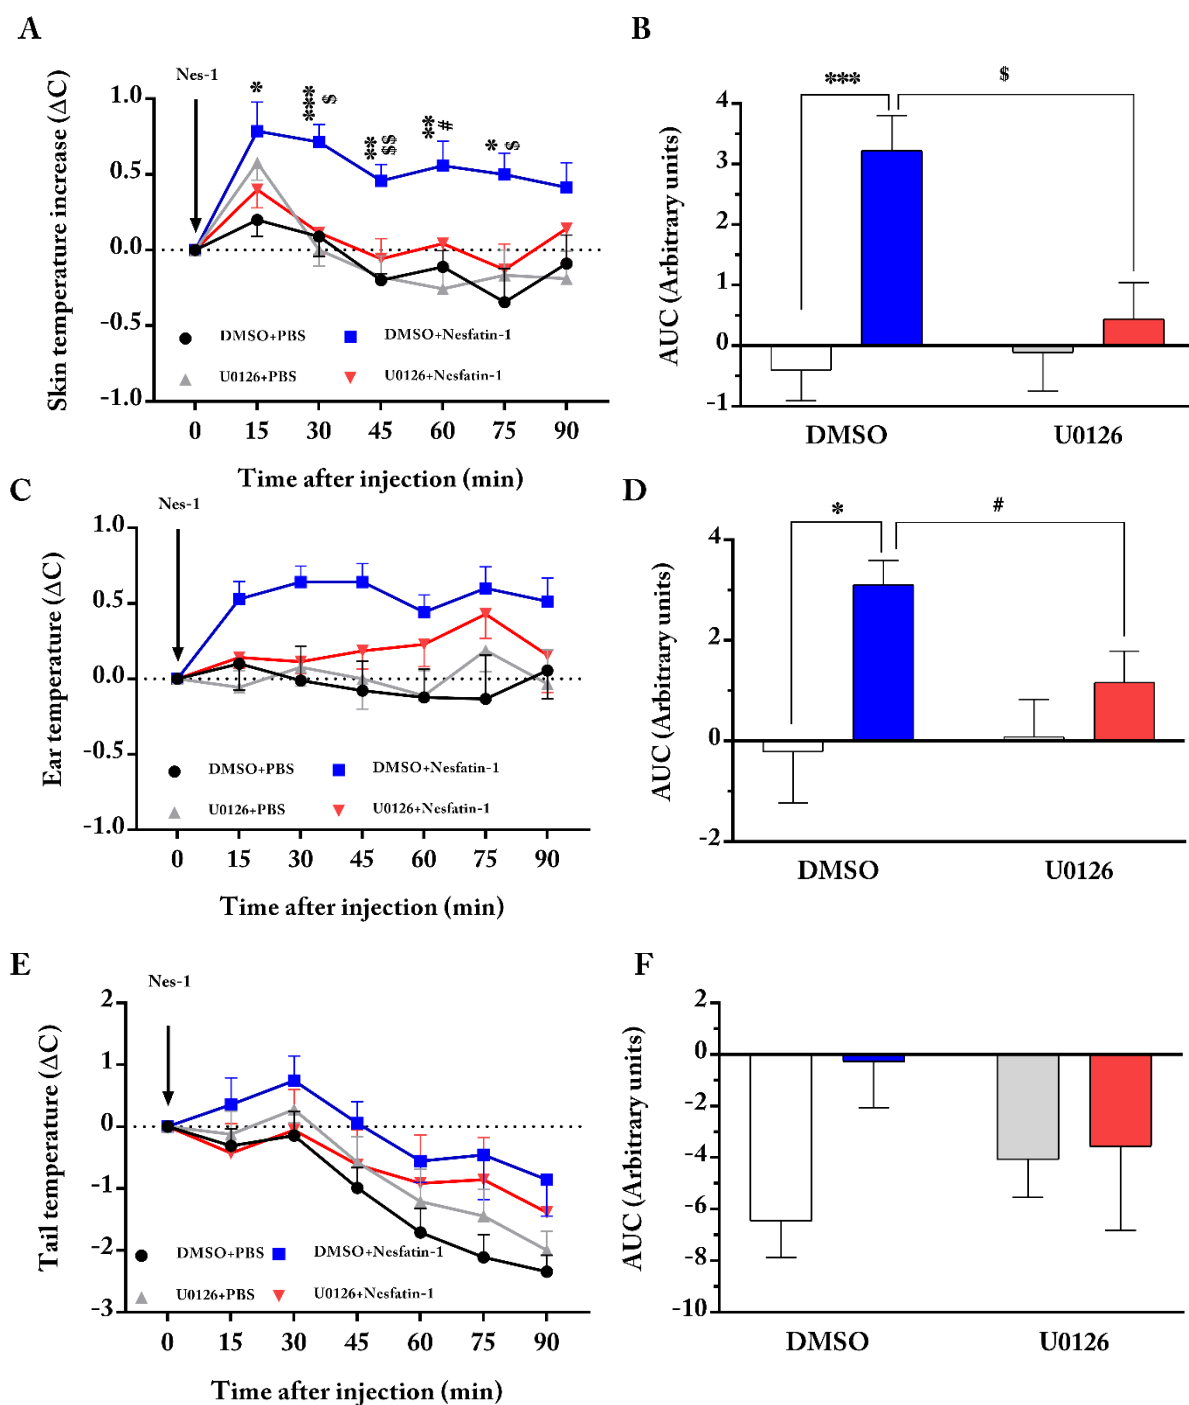 A
Skin temperature increase (ΔC)
Nes-1
1.0
0.5
0.0
-0.5
-1.0
*
****
$
**
$$
**
#
*
$
DMSO+PBS
DMSO+Nesfatin-1
U0126+PBS
U0126+Nesfatin-1
0 15 30 45 60 75 90
Time after injection (min)
B
AUC (Arbitrary units)
***
$
4
3
2
1
0
-1
DMSO U0126
C
Ear temperature (ΔC)
Nes-1
1.0
0.5
0.0
-0.5
-1.0
DMSO+PBS
DMSO+Nesfatin-1
U0126+PBS
U0126+Nesfatin-1
0 15 30 45 60 75 90
Time after injection (min)
D
AUC (Arbitrary units)
*
#
4
2
0
-2
DMSO U0126
E
Tail temperature (ΔC)
Nes-1
2
1
0
-1
-2
-3
DMSO+PBS
DMSO+Nesfatin-1
U0126+PBS
U0126+Nesfatin-1
0 15 30 45 60 75 90
Time after injection (min)
F
AUC (Arbitrary units)
2
0
-2
-4
-6
-8
-10
DMSO U0126